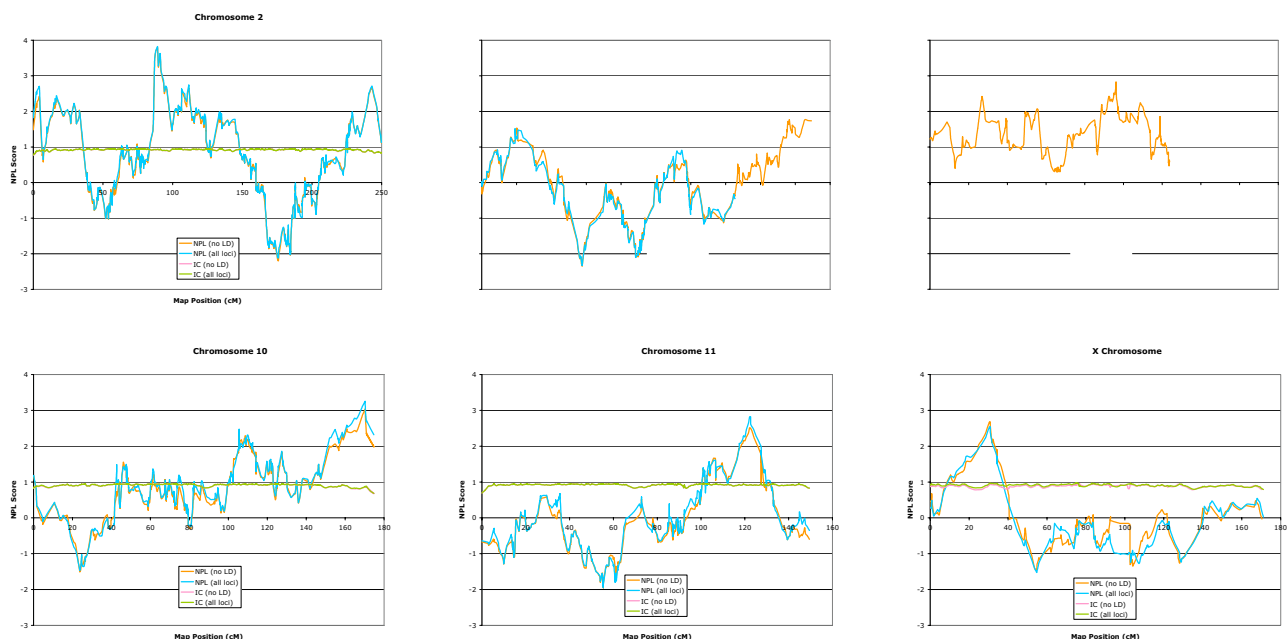 Chromosome 2
NPL Score
4
3
2
1
0
-1
-2
-3
0 50 100 150 200 250
NPL (no LD)
NPL (all loci)
IC (no LD)
IC (all loci)
Map Position (cM)
Chromosome 10
NPL Score
4
3
2
1
0
-1
-2
-3
0 20 40 60 80 100 120 140 160 180
NPL (no LD)
NPL (all loci)
IC (no LD)
IC (all loci)
Map Position (cM)
Chromosome 11
NPL Score
4
3
2
1
0
-1
-2
-3
0 20 40 60 80 100 120 140 160
NPL (no LD)
NPL (all loci)
IC (no LD)
IC (all loci)
Map Position (cM)
X Chromosome
NPL Score
4
3
2
1
0
-1
-2
-3
0 20 40 60 80 100 120 140 160 180
NPL (no LD)
NPL (all loci)
IC (no LD)
IC (all loci)
Map Position (cM)